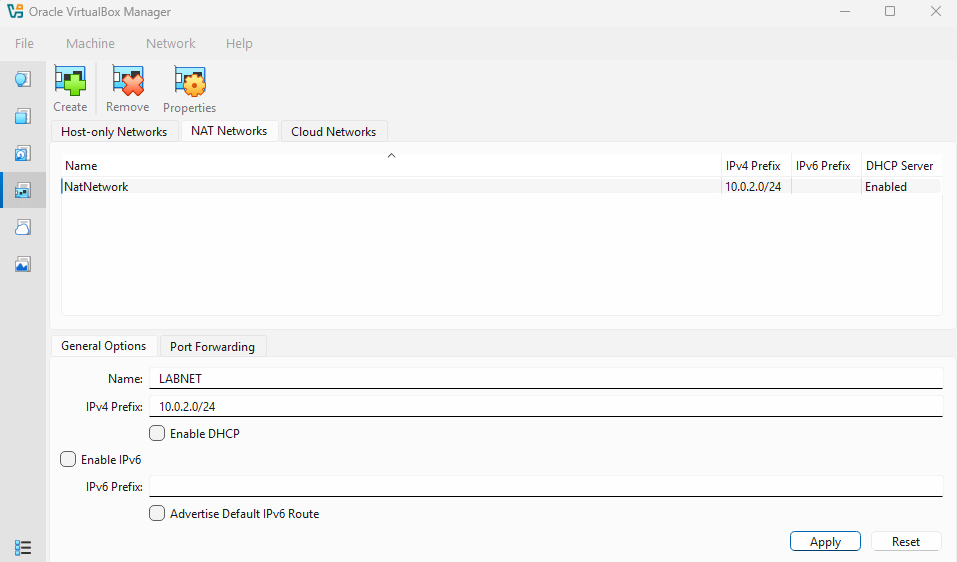 Oracle VirtualBox Manager
File Machine Network Help
Create Remove Properties
Host-only Networks NAT Networks Cloud Networks
Name IPv4 Prefix IPv6 Prefix DHCP Server
NatNetwork 10.0.2.0/24 Enabled
General Options Port Forwarding
Name: LABNET
IPv4 Prefix: 10.0.2.0/24
Enable DHCP
Enable IPv6
IPv6 Prefix:
Advertise Default IPv6 Route
Apply Reset